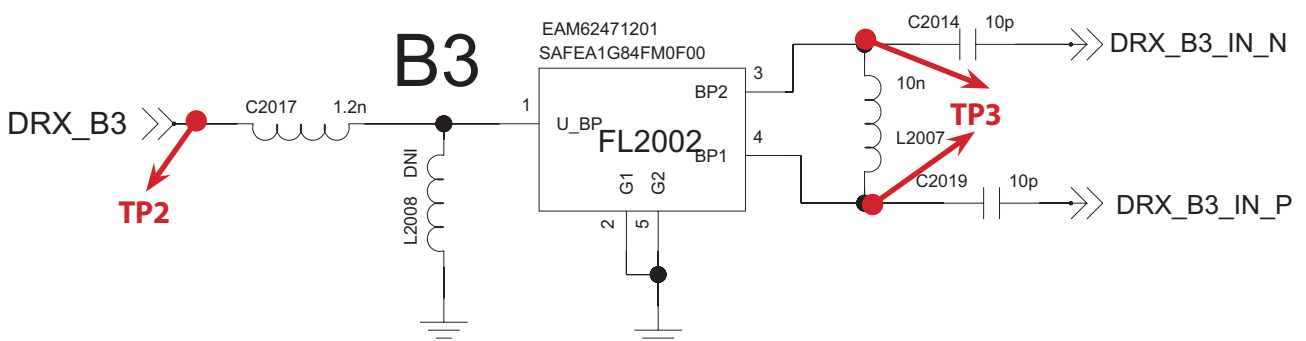 EAM62471201
SAFEA1G84FM0F00
B3
C2014 10p
DRX_B3_IN_N
3
BP2
10n
TP3
C2017 1.2n
1
DRX_B3
U_BP
FL2002
4
BP1
L2007
TP2
L2008 DNI
G1 G2
C2019 10p
DRX_B3_IN_P
2 5